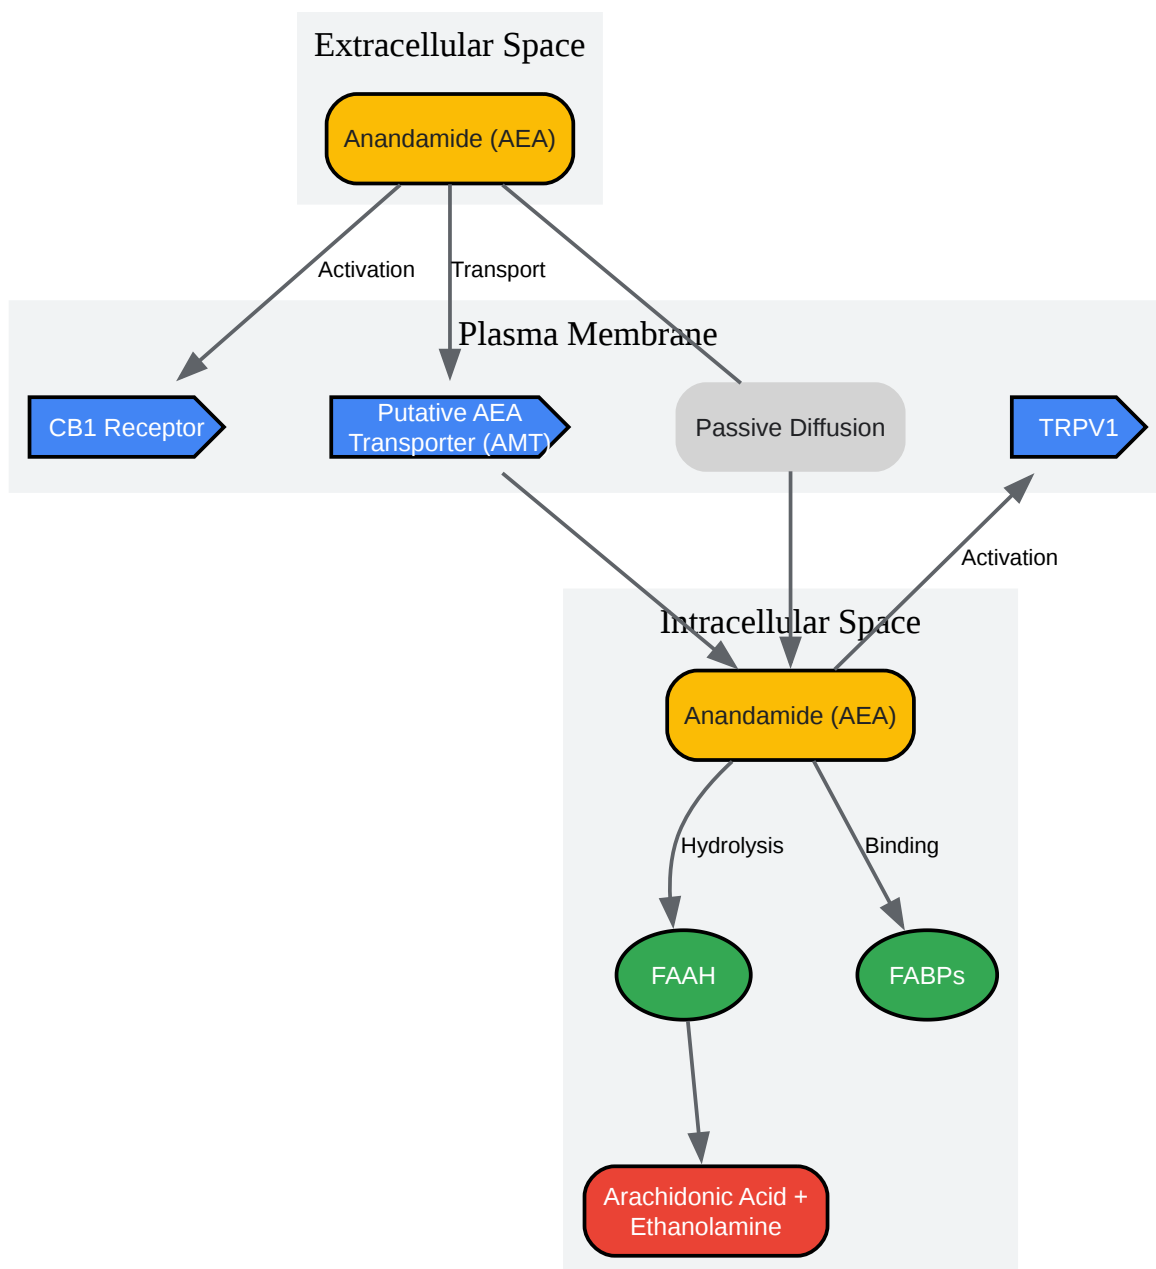 Extracellular Space
Anandamide (AEA)
Activation
Transport
Plasma Membrane
CB1 Receptor
Putative AEA
Transporter (AMT)
Passive Diffusion
TRPV1
Activation
Intracellular Space
Anandamide (AEA)
Hydrolysis
Binding
FAAH
FABPs
Arachidonic Acid +
Ethanolamine